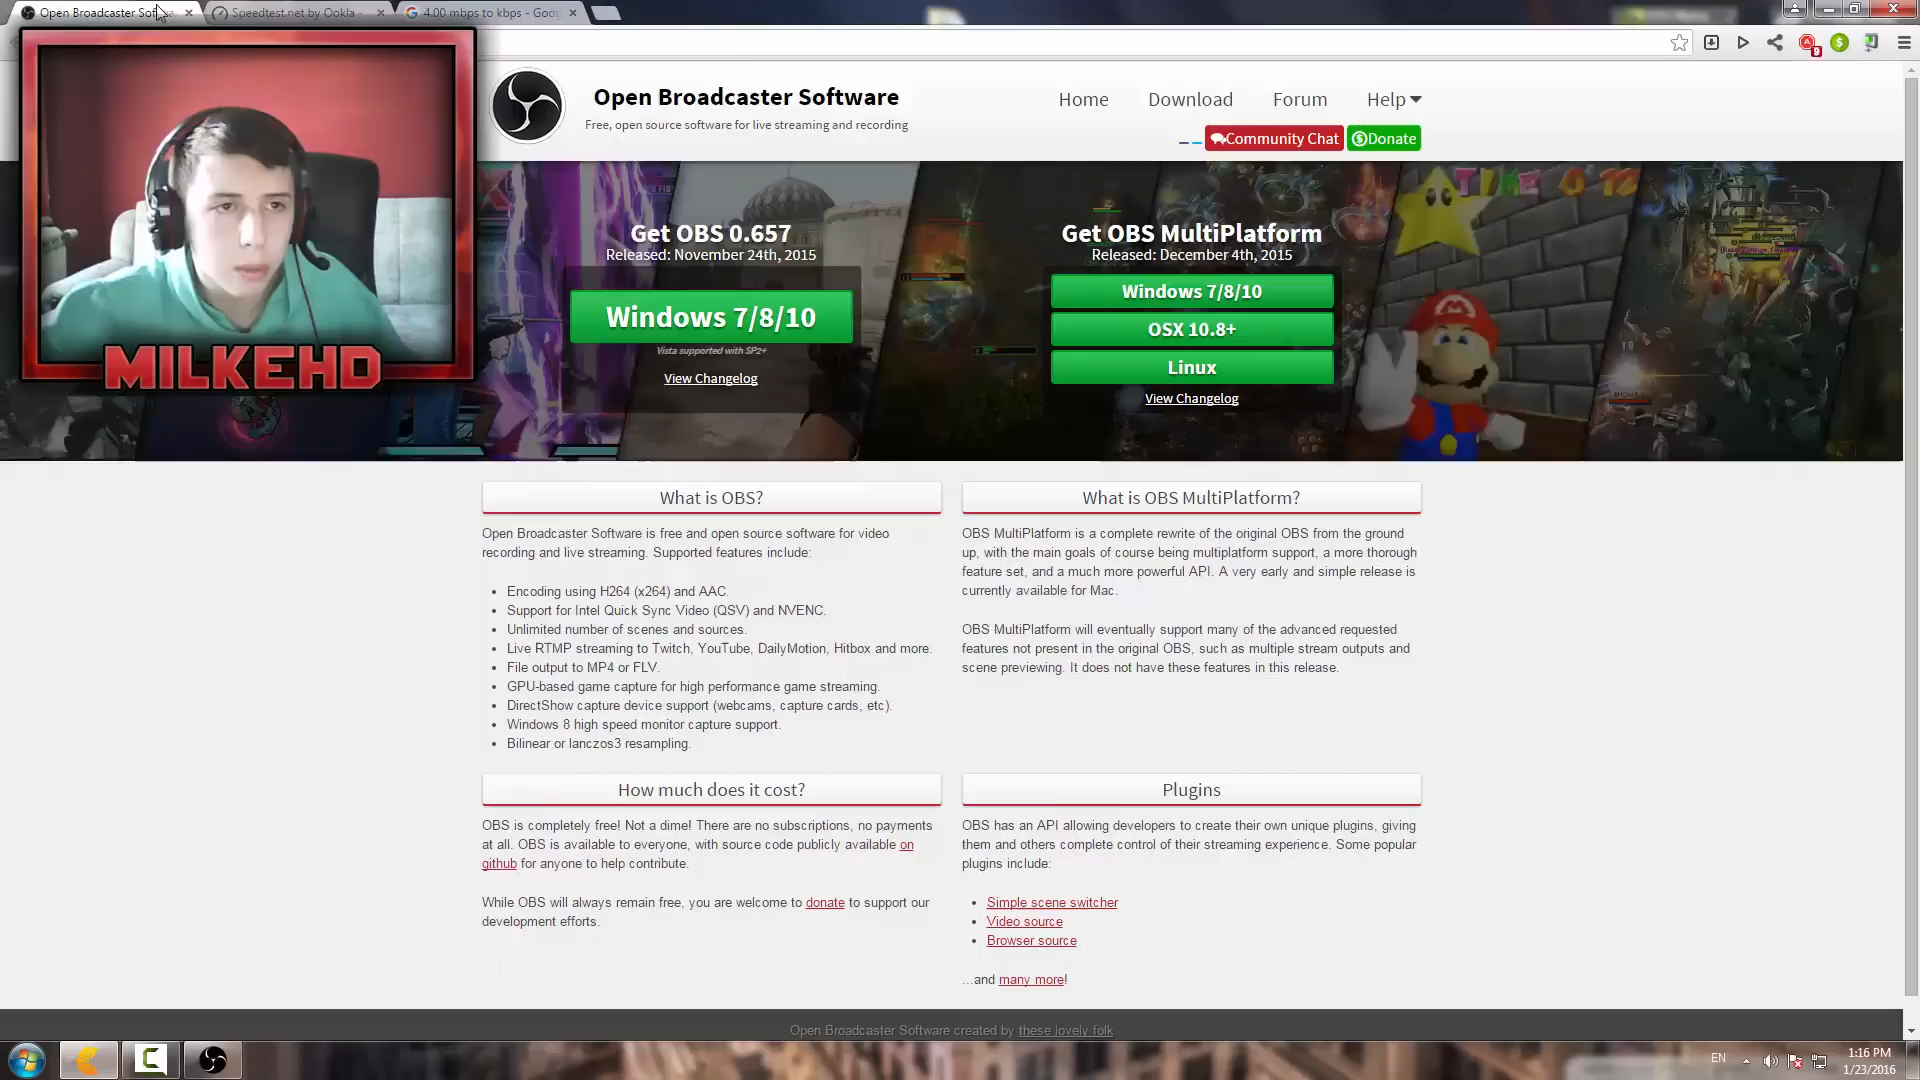 Open Broadcaster Softwa
Speedtest.net by Ookla -
4.00 mbps to kbps - Goog
9
MILKEHD
Open Broadcaster Software
Free, open source software for live streaming and recording
Home
Download
Forum
Help
Community Chat
Donate
TIME 0 12
Get OBS 0.657
Released: November 24th, 2015
Windows 7/8/10
Vista supported with SP2+
View Changelog
Get OBS MultiPlatform
Released: December 4th, 2015
Windows 7/8/10
OSX 10.8+
Linux
View Changelog
What is OBS?
Open Broadcaster Software is free and open source software for video
recording and live streaming. Supported features include:
Encoding using H264 (x264) and AAC.
Support for Intel Quick Sync Video (QSV) and NVENC.
Unlimited number of scenes and sources.
Live RTMP streaming to Twitch, YouTube, DailyMotion, Hitbox and more.
File output to MP4 or FLV.
GPU-based game capture for high performance game streaming.
DirectShow capture device support (webcams, capture cards, etc).
Windows 8 high speed monitor capture support.
Bilinear or lanczos3 resampling.
What is OBS MultiPlatform?
OBS MultiPlatform is a complete rewrite of the original OBS from the ground
up, with the main goals of course being multiplatform support, a more thorough
feature set, and a much more powerful API. A very early and simple release is
currently available for Mac.
OBS MultiPlatform will eventually support many of the advanced requested
features not present in the original OBS, such as multiple stream outputs and
scene previewing. It does not have these features in this release.
How much does it cost?
OBS is completely free! Not a dime! There are no subscriptions, no payments
at all. OBS is available to everyone, with source code publicly available on
github for anyone to help contribute.
While OBS will always remain free, you are welcome to donate to support our
development efforts.
Plugins
OBS has an API allowing developers to create their own unique plugins, giving
them and others complete control of their streaming experience. Some popular
plugins include:
Simple scene switcher
Video source
Browser source
...and many more!
Open Broadcaster Software created by these lovely folk
EN
1:16 PM
1/23/2016